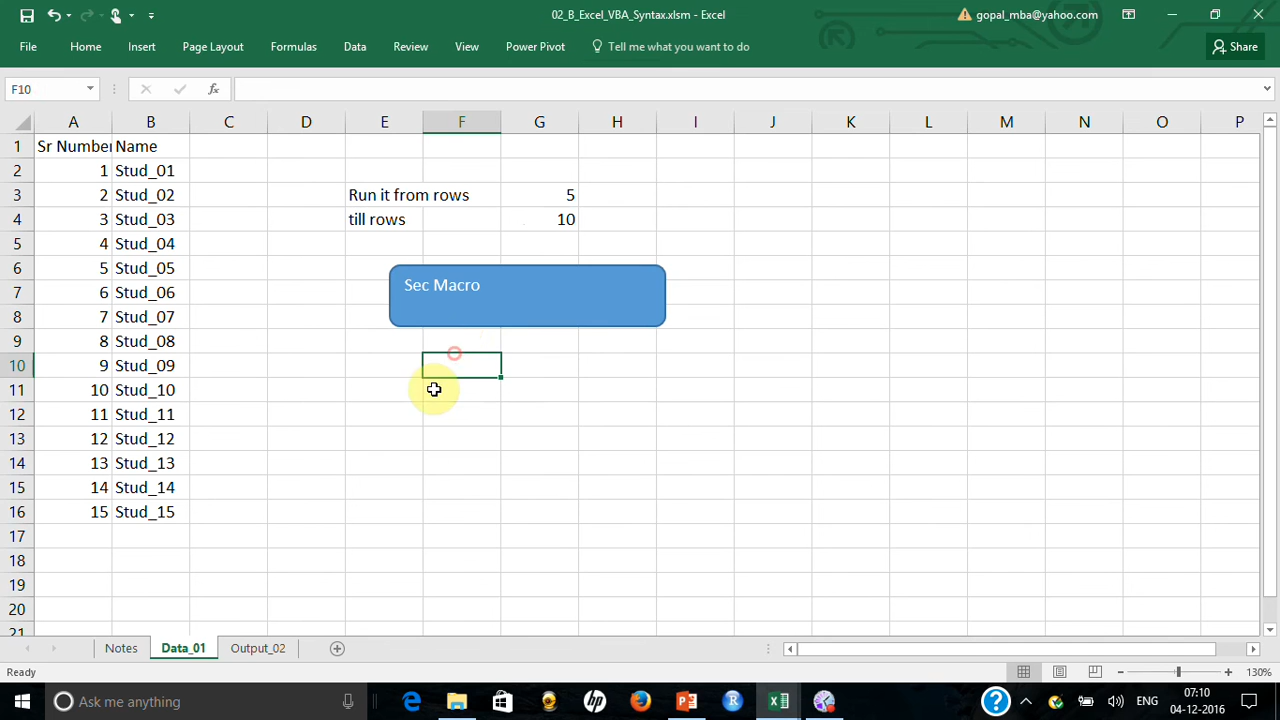 02_B_Excel_VBA_Syntax.xlsm - Excel
gopal_mba@yahoo.com
File Home Insert Page Layout Formulas Data Review View Power Pivot Tell me what you want to do Share
F10 fx
A B C D E F G H I J K L M N O P
1 Sr Number Name
2 1 Stud_01
3 2 Stud_02 Run it from rows 5
4 3 Stud_03 till rows 10
5 4 Stud_04
6 5 Stud_05
Sec Macro
7 6 Stud_06
8 7 Stud_07
9 8 Stud_08
10 9 Stud_09
11 10 Stud_10
12 11 Stud_11
13 12 Stud_12
14 13 Stud_13
15 14 Stud_14
16 15 Stud_15
17
18
19
20
21
Notes Data_01 Output_02
Ready 130%
Ask me anything ENG 07:10
04-12-2016